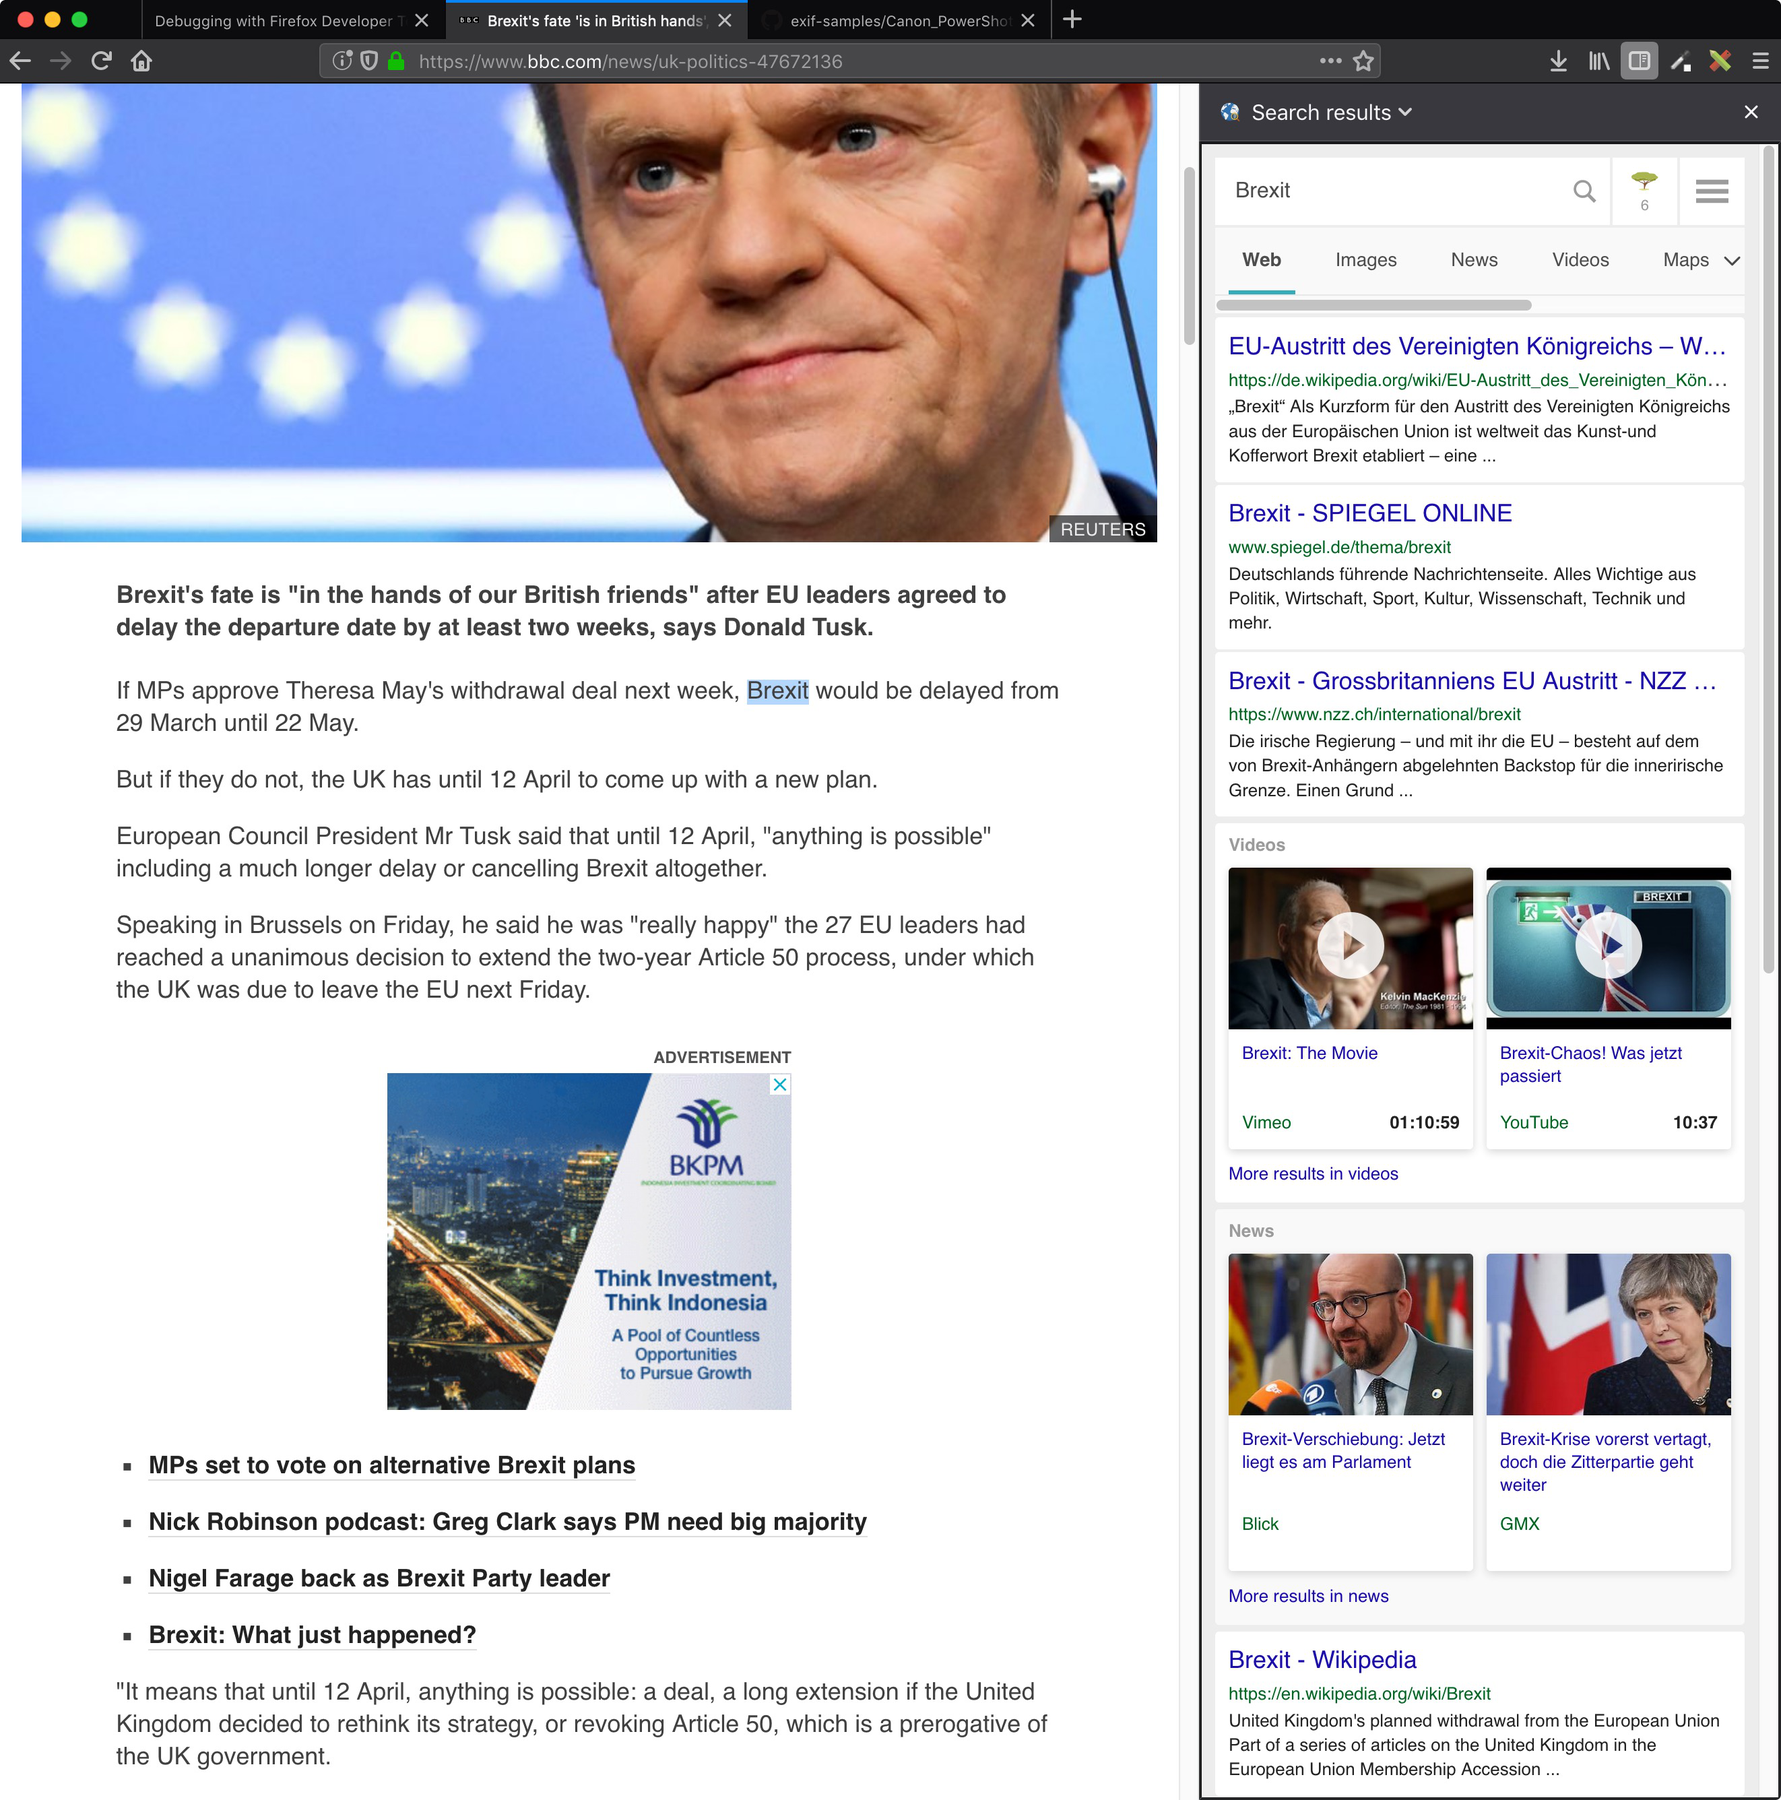 Debugging with Firefox Developer T
BBC Brexit's fate 'is in British hands'
exif-samples/Canon_PowerShot
https://www.bbc.com/news/uk-politics-47672136
REUTERS
Brexit's fate is "in the hands of our British friends" after EU leaders agreed to
delay the departure date by at least two weeks, says Donald Tusk.
If MPs approve Theresa May's withdrawal deal next week, Brexit would be delayed from
29 March until 22 May.
But if they do not, the UK has until 12 April to come up with a new plan.
European Council President Mr Tusk said that until 12 April, "anything is possible"
including a much longer delay or cancelling Brexit altogether.
Speaking in Brussels on Friday, he said he was "really happy" the 27 EU leaders had
reached a unanimous decision to extend the two-year Article 50 process, under which
the UK was due to leave the EU next Friday.
ADVERTISEMENT
BKPM
INDONESIA INVESTMENT COORDINATING BOARD
Think Investment,
Think Indonesia
A Pool of Countless
Opportunities
to Pursue Growth
MPs set to vote on alternative Brexit plans
Nick Robinson podcast: Greg Clark says PM need big majority
Nigel Farage back as Brexit Party leader
Brexit: What just happened?
"It means that until 12 April, anything is possible: a deal, a long extension if the United
Kingdom decided to rethink its strategy, or revoking Article 50, which is a prerogative of
the UK government.
Search results
Brexit
6
Web Images News Videos Maps
EU-Austritt des Vereinigten Königreichs – W...
https://de.wikipedia.org/wiki/EU-Austritt_des_Vereinigten_Kön...
„Brexit“ Als Kurzform für den Austritt des Vereinigten Königreichs
aus der Europäischen Union ist weltweit das Kunst-und
Kofferwort Brexit etabliert – eine ...
Brexit - SPIEGEL ONLINE
www.spiegel.de/thema/brexit
Deutschlands führende Nachrichtenseite. Alles Wichtige aus
Politik, Wirtschaft, Sport, Kultur, Wissenschaft, Technik und
mehr.
Brexit - Grossbritanniens EU Austritt - NZZ ...
https://www.nzz.ch/international/brexit
Die irische Regierung – und mit ihr die EU – besteht auf dem
von Brexit-Anhängern abgelehnten Backstop für die innerirische
Grenze. Einen Grund ...
Videos
Kelvin MacKenzie
Editor, The Sun 1981 -
BREXIT
Brexit: The Movie
Vimeo 01:10:59
Brexit-Chaos! Was jetzt
passiert
YouTube 10:37
More results in videos
News
Brexit-Verschiebung: Jetzt
liegt es am Parlament
Blick
Brexit-Krise vorerst vertagt,
doch die Zitterpartie geht
weiter
GMX
More results in news
Brexit - Wikipedia
https://en.wikipedia.org/wiki/Brexit
United Kingdom's planned withdrawal from the European Union
Part of a series of articles on the United Kingdom in the
European Union Membership Accession ...